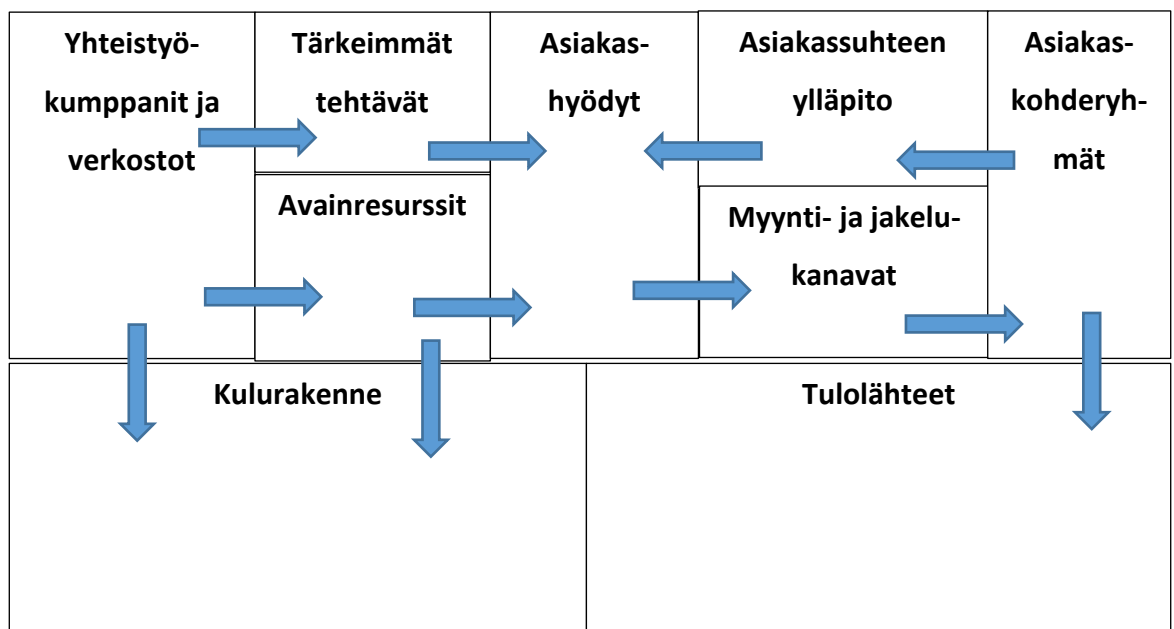 Yhteistyö-
kumppanit ja
verkostot
Tärkeimmät
tehtävät
Avainresurssit
Asiakas-
hyödyt
Asiakassuhteen
ylläpito
Myynti- ja jakelu-
kanavat
Asiakas-
kohderyh-
mät
Kulurakenne
Tulolähteet